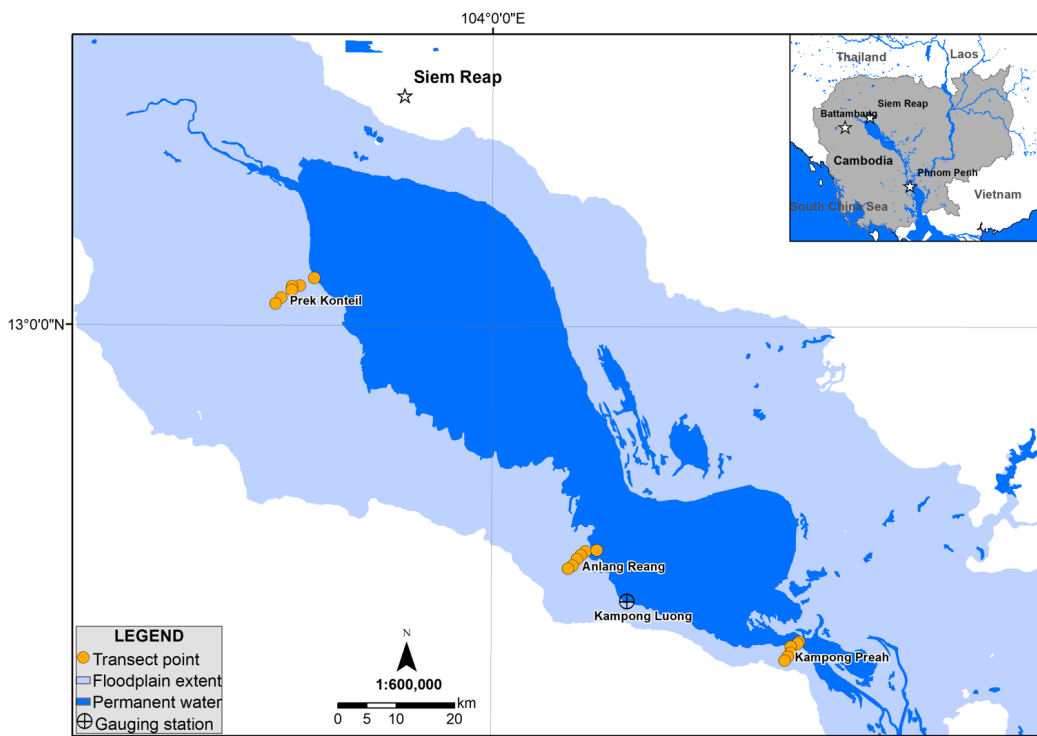 104°0'0"E
Siem Reap
Thailand
Laos
Siem Reap
Battambang
Cambodia
Phnom Penh
South China Sea
Vietnam
Prek Konteil
13°0'0"N
Anlang Reang
Kampong Luong
Kampong Preah
LEGEND
Transect point
Floodplain extent
Permanent water
Gauging station
N
1:600,000
km
0 5 10 20